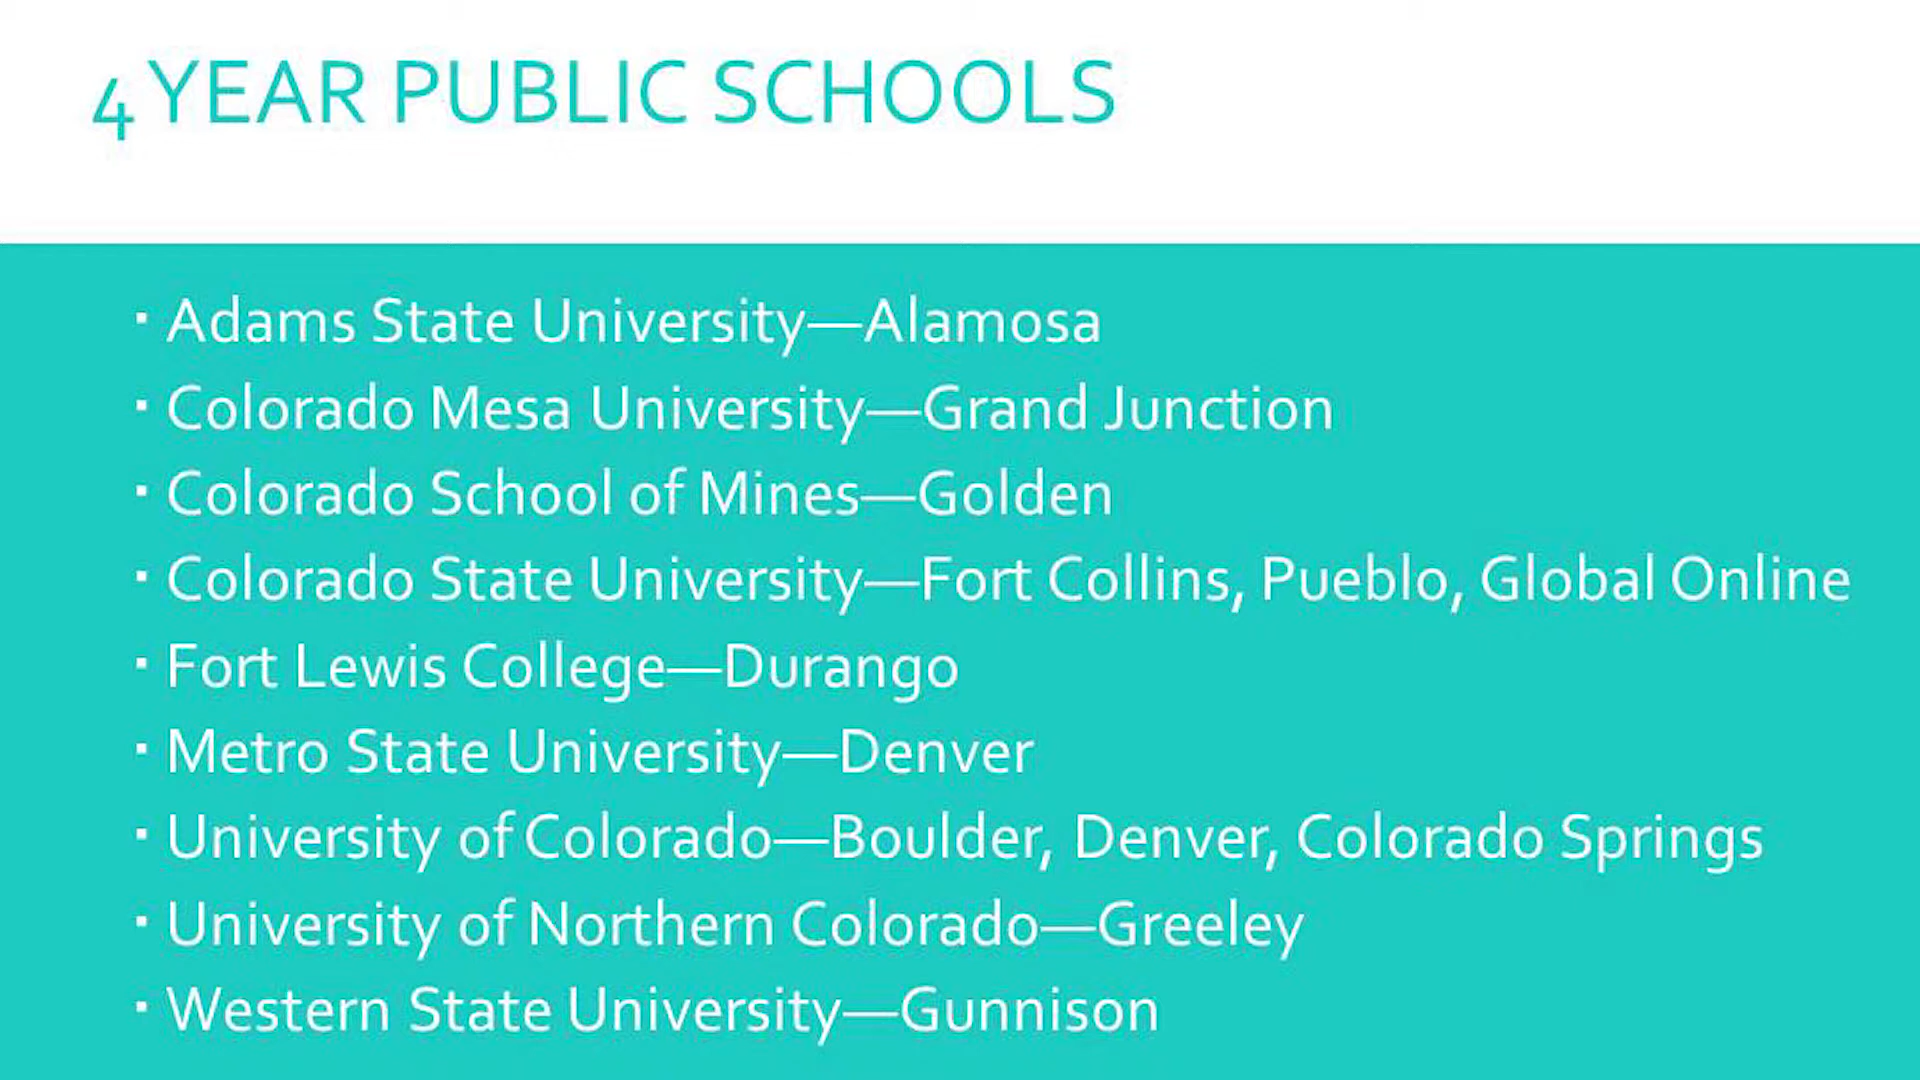 4 YEAR PUBLIC SCHOOLS
▪ Adams State University—Alamosa
▪ Colorado Mesa University—Grand Junction
▪ Colorado School of Mines—Golden
▪ Colorado State University—Fort Collins, Pueblo, Global Online
▪ Fort Lewis College—Durango
▪ Metro State University—Denver
▪ University of Colorado—Boulder, Denver, Colorado Springs
▪ University of Northern Colorado—Greeley
▪ Western State University—Gunnison